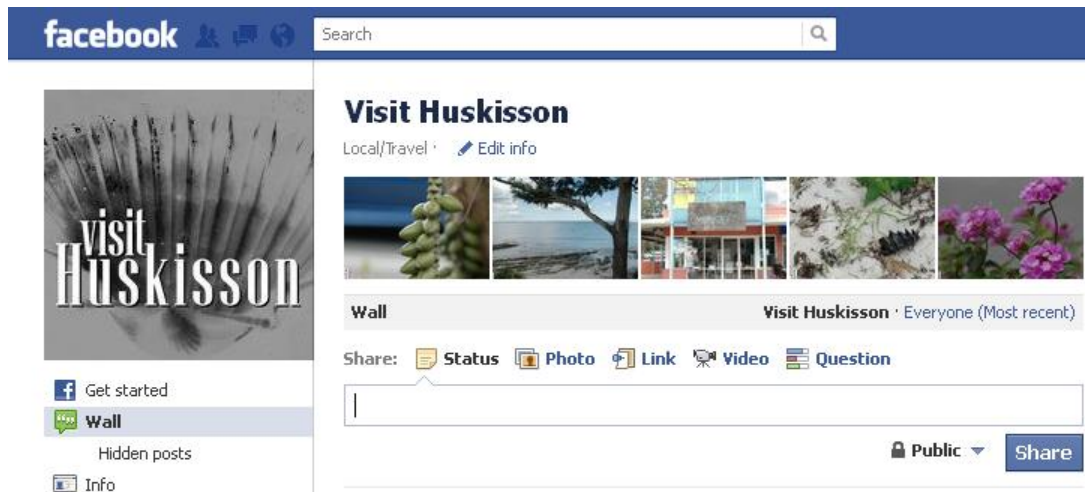 facebook
Search
visit
Huskisson
Get started
Wall
Hidden posts
Info
Visit Huskisson
Local/Travel · Edit info
Wall
Visit Huskisson · Everyone (Most recent)
Share: Status Photo Link Video Question
Public
Share